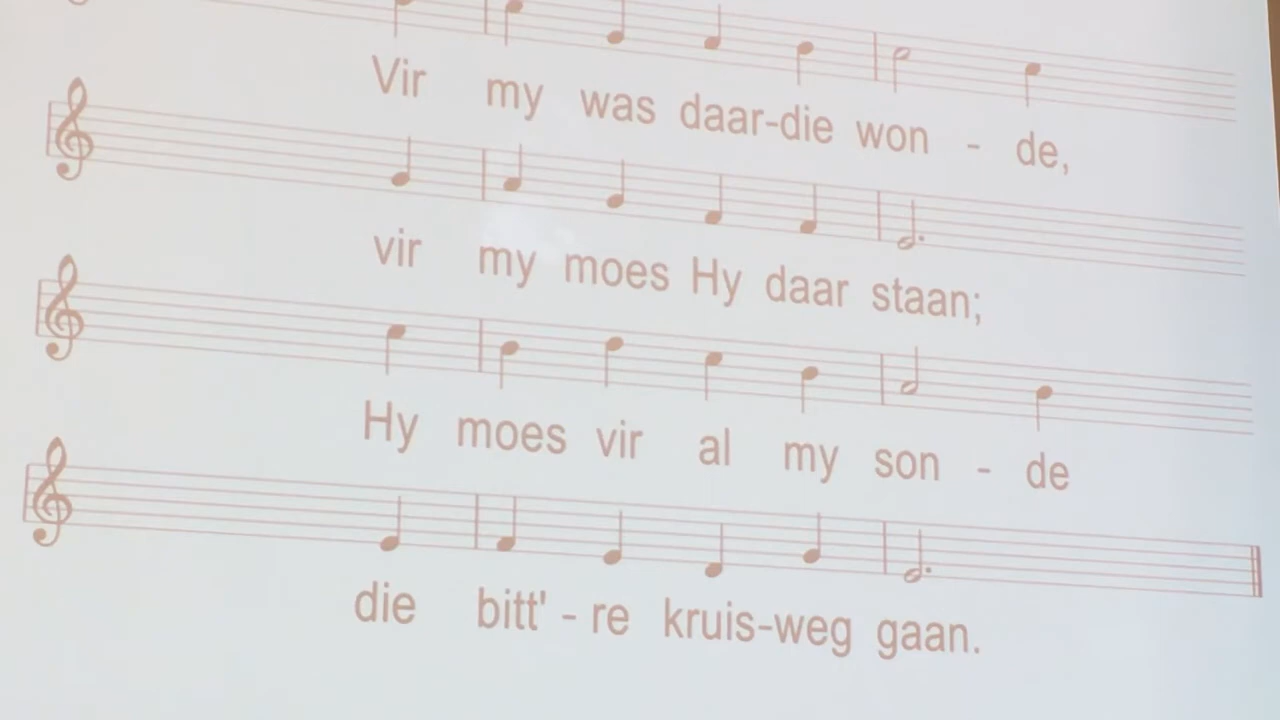 Vir my was daar-die won - de,
vir my moes Hy daar staan;
Hy moes vir al my son - de
die bitt' - re kruis-weg gaan.